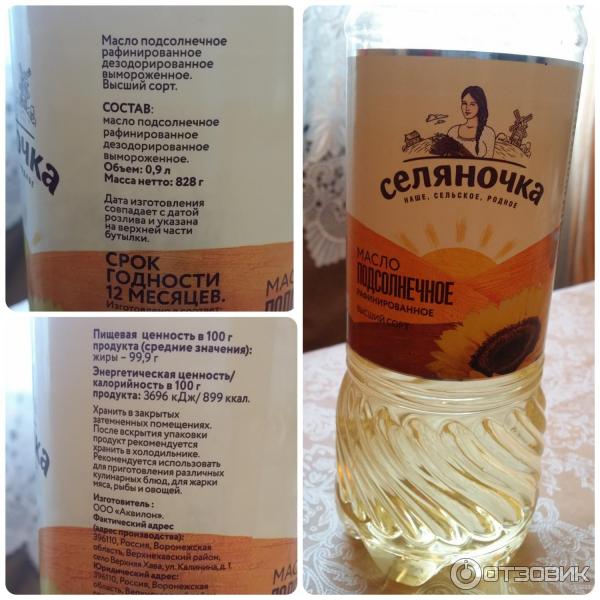 Масло подсолнечное
рафинированное
дезодорированное
вымороженное.
Высший сорт.
СОСТАВ:
масло подсолнечное
рафинированное
дезодорированное
вымороженное.
Объем: 0,9 л
Масса нетто: 828 г
Дата изготовления
совпадает с датой
розлива и указана
на верхней части
бутылки.
СРОК
ГОДНОСТИ
12 МЕСЯЦЕВ.
Изготовлено в
очка
МАСЛО
Пищевая ценность в 100 г
продукта (средние значения):
жиры – 99,9 г
Энергетическая ценность/
калорийность в 100 г
продукта: 3696 кДж/ 899 ккал.
Хранить в закрытых
затемненных помещениях.
После вскрытия упаковки
продукт рекомендуется
хранить в холодильнике.
Рекомендуется использовать
для приготовления различных
кулинарных блюд, для жарки
мяса, рыбы и овощей.
Изготовитель:
ООО «Аквилон».
Фактический адрес
(адрес производства):
396110, Россия, Воронежская
область, Верхнехавский район,
село Верхняя Хава, ул. Калинина, д. 1.
Юридический адрес:
396110, Россия, Воронежская
селяночка
НАШЕ, СЕЛЬСКОЕ, РОДНОЕ
МАСЛО
ПОДСОЛНЕЧНОЕ
РАФИНИРОВАННОЕ
ВЫСШИЙ СОРТ
ОТЗОВИК